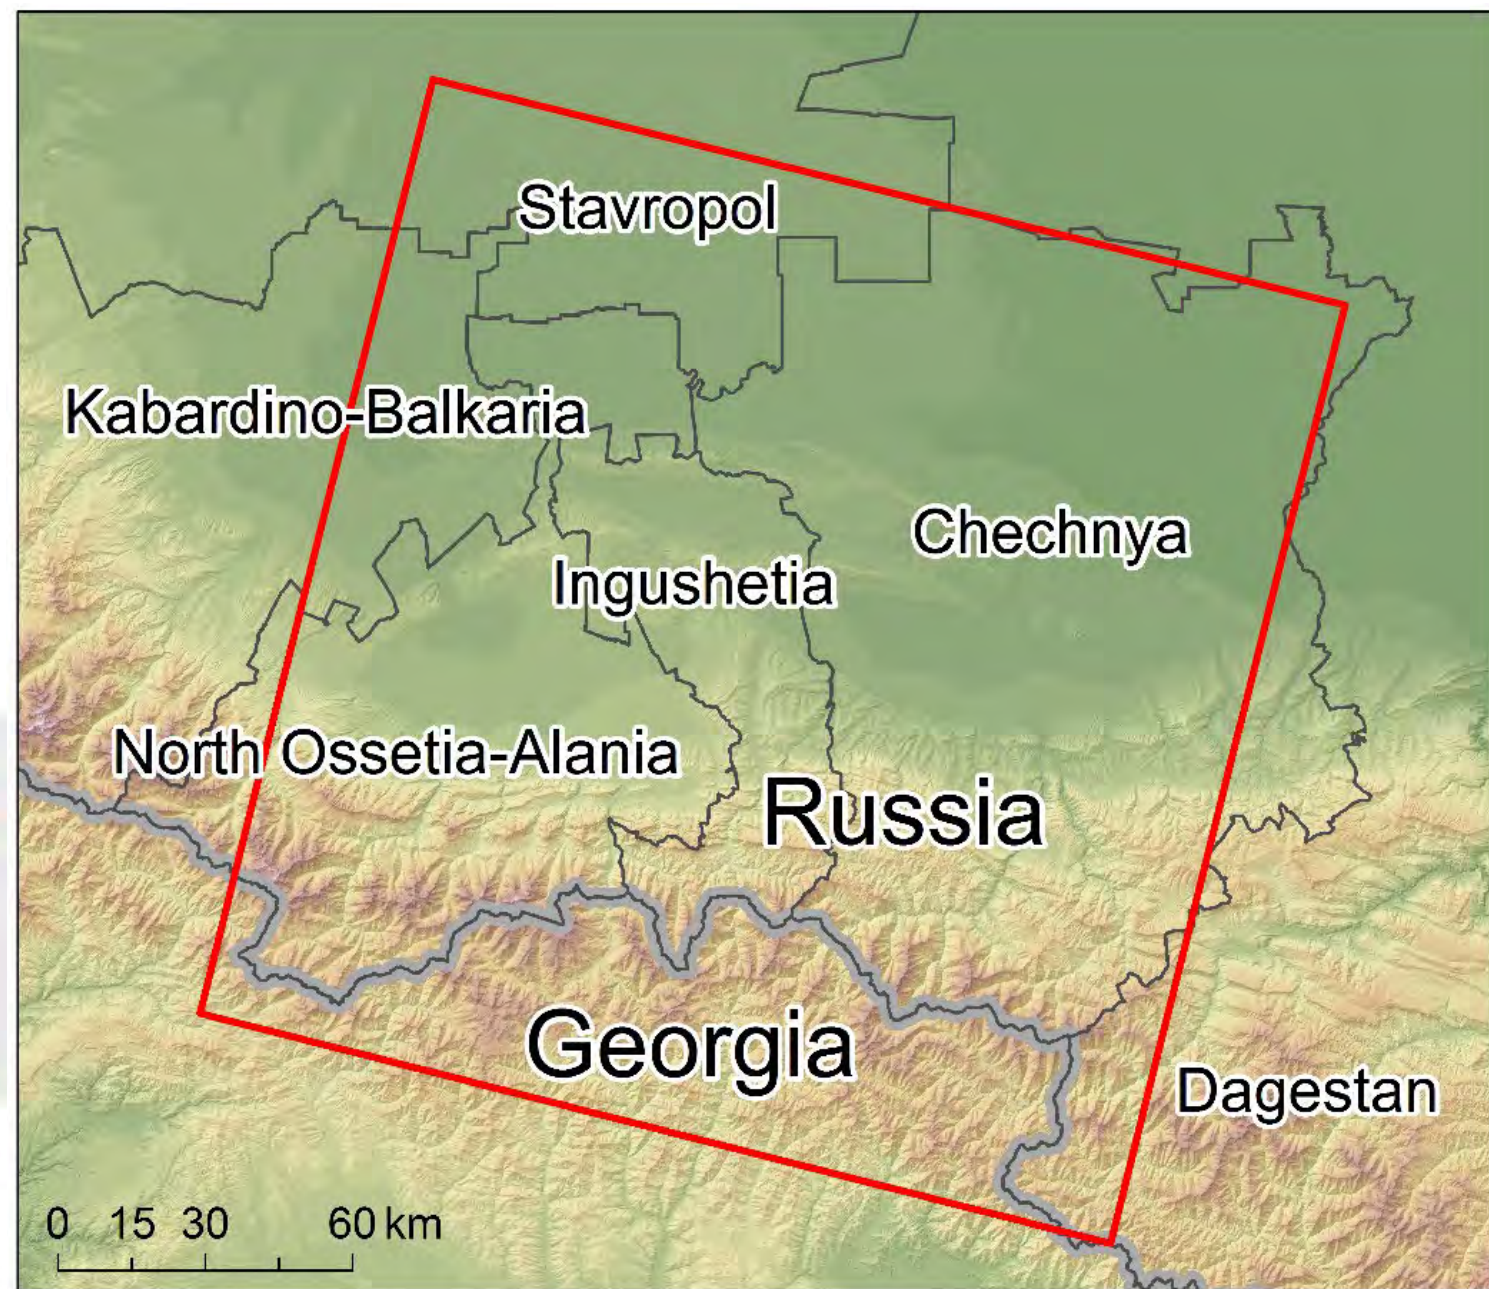 Stavropol
Kabardino-Balkaria
Chechnya
Ingushetia
North Ossetia-Alania
Russia
Georgia
Dagestan
0 15 30 60 km